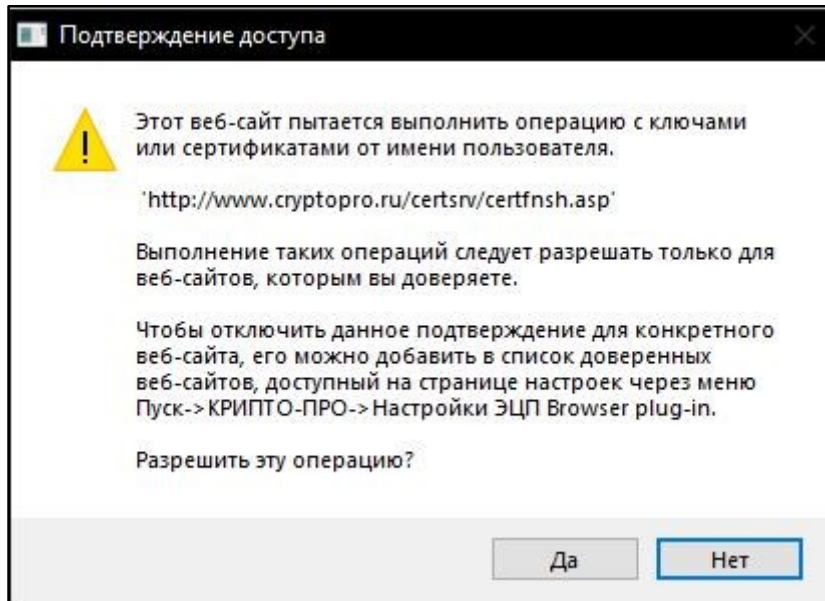 Подтверждение доступа
Этот веб-сайт пытается выполнить операцию с ключами
или сертификатами от имени пользователя.
'http://www.cryptopro.ru/certsrv/certfnsh.asp'
Выполнение таких операций следует разрешать только для
веб-сайтов, которым вы доверяете.
Чтобы отключить данное подтверждение для конкретного
веб-сайта, его можно добавить в список доверенных
веб-сайтов, доступный на странице настроек через меню
Пуск->КРИПТО-ПРО->Настройки ЭЦП Browser plug-in.
Разрешить эту операцию?
Да
Нет